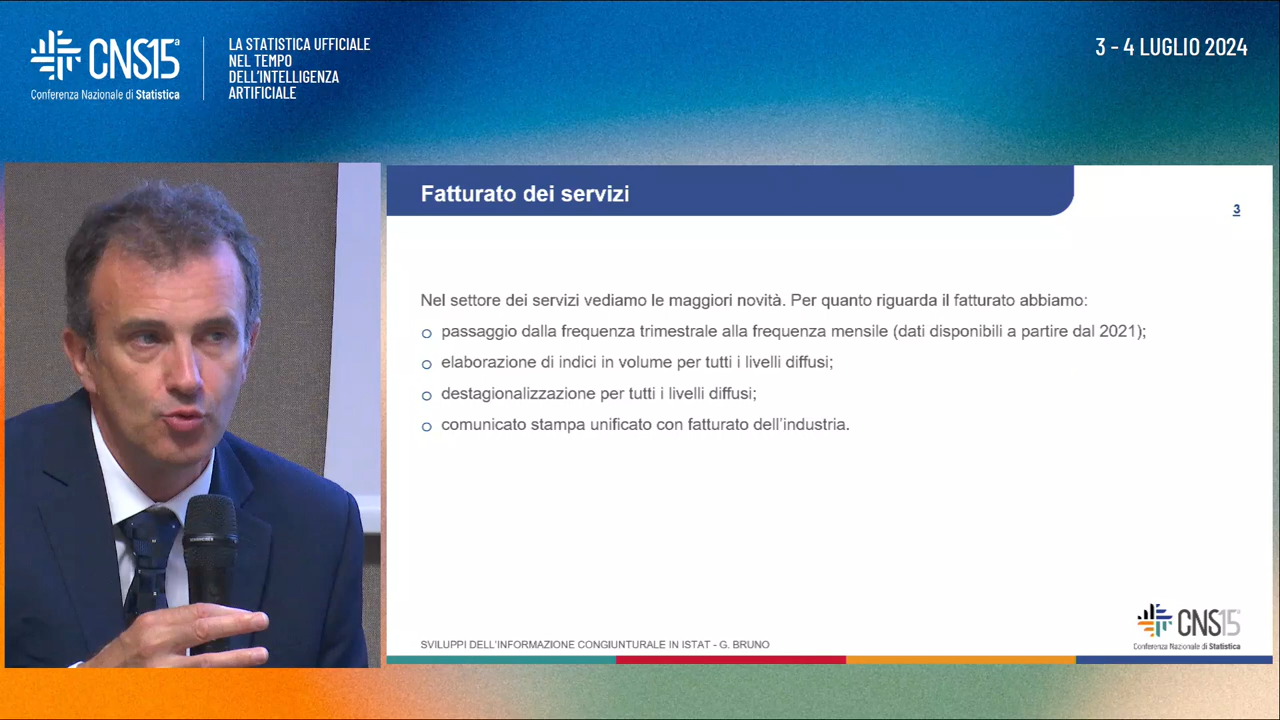 CNS15ª
Conferenza Nazionale di Statistica
LA STATISTICA UFFICIALE
NEL TEMPO
DELL'INTELLIGENZA
ARTIFICIALE
3 - 4 LUGLIO 2024
Fatturato dei servizi
3
Nel settore dei servizi vediamo le maggiori novità. Per quanto riguarda il fatturato abbiamo:
o passaggio dalla frequenza trimestrale alla frequenza mensile (dati disponibili a partire dal 2021);
o elaborazione di indici in volume per tutti i livelli diffusi;
o destagionalizzazione per tutti i livelli diffusi;
o comunicato stampa unificato con fatturato dell'industria.
SVILUPPI DELL'INFORMAZIONE CONGIUNTURALE IN ISTAT - G. BRUNO
CNS15
Conferenza Nazionale di Statistica